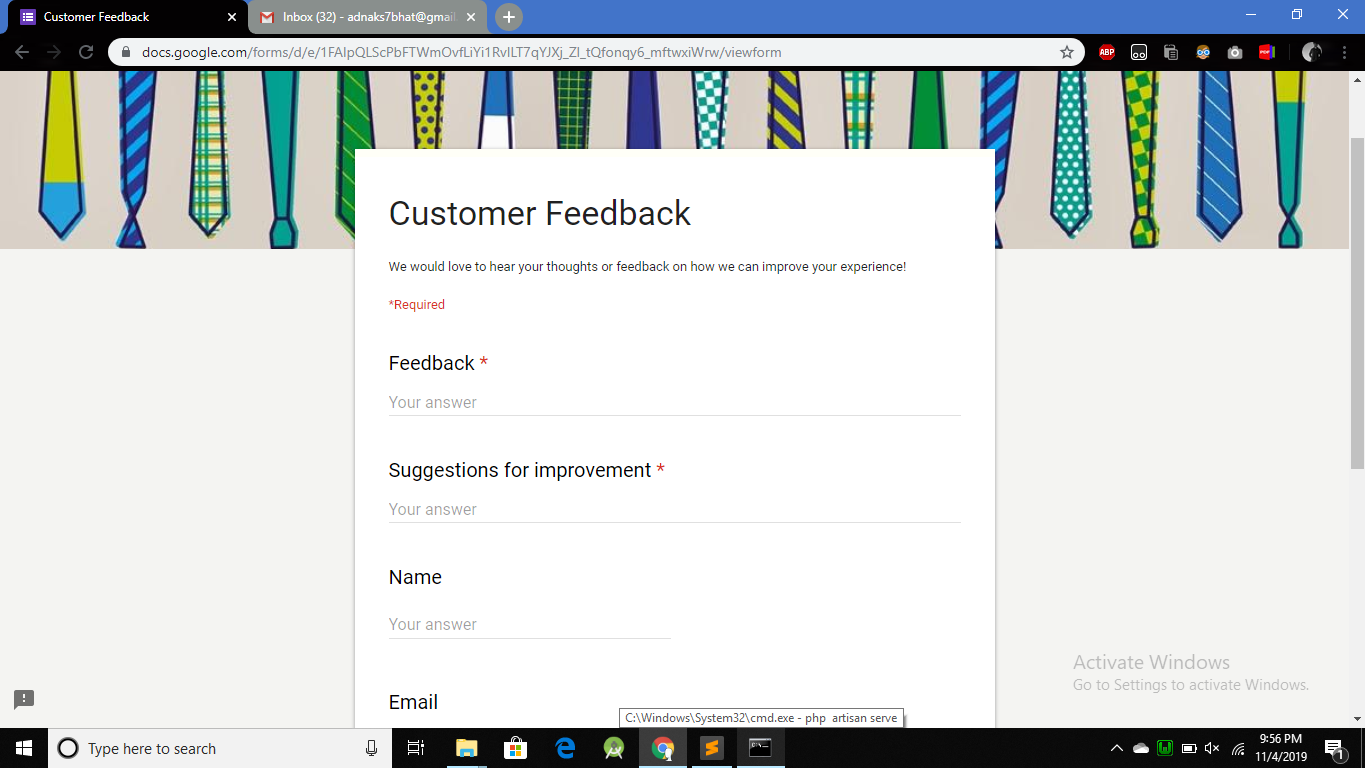 Customer Feedback
Inbox (32) - adnaks7bhat@gmail.
docs.google.com/forms/d/e/1FAIpQLScPbFTWmOvfLiYi1RvILT7qYJXj_ZI_tQfonqy6_mftwxiWrw/viewform
ABP
PDF
Customer Feedback
We would love to hear your thoughts or feedback on how we can improve your experience!
*Required
Feedback *
Your answer
Suggestions for improvement *
Your answer
Name
Your answer
Email
Activate Windows
Go to Settings to activate Windows.
C:\Windows\System32\cmd.exe - php  artisan serve
Type here to search
9:56 PM
11/4/2019
1